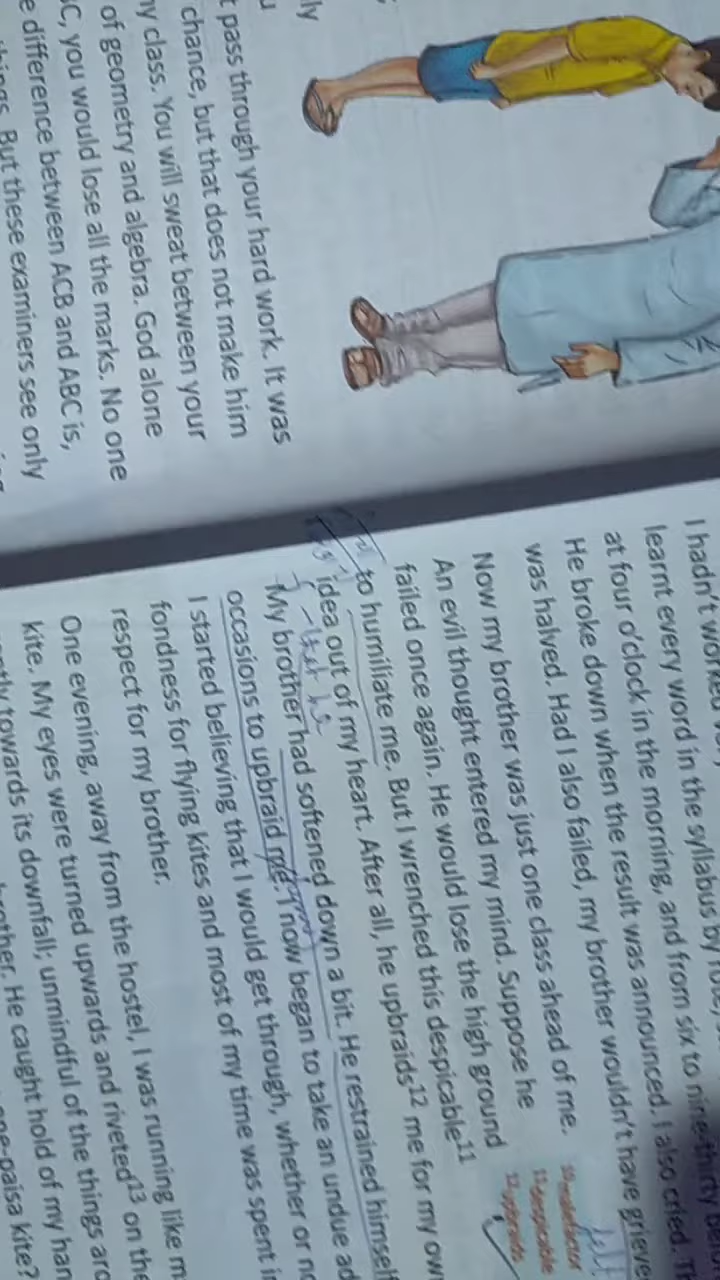 ly
t pass through your hard work. It was
chance, but that does not make him
y class. You will sweat between your
of geometry and algebra. God alone
C, you would lose all the marks. No one
e difference between ACB and ABC is,
But these examiners see only
I hadn't
learnt every word in the syllabus by
at four o'clock in the morning, and from six to nine-thirty
He broke down when the result was announced. I also cried.
was halved. Had I also failed, my brother wouldn't have grieve
Now my brother was just one class ahead of me.
An evil thought entered my mind. Suppose he
failed once again. He would lose the high ground
to humiliate me. But I wrenched this despicable11
idea out of my heart. After all, he upbraids12 me for my ow
My brother had softened down a bit. He restrained himself
occasions to upbraid me. I now began to take an undue ad
I started believing that I would get through, whether or no
fondness for flying kites and most of my time was spent i
respect for my brother.
One evening, away from the hostel, I was running like m
kite. My eyes were turned upwards and riveted13 on the
towards its downfall; unmindful of the things aro
brother. He caught hold of my han
one-paisa kite?
10malefactor
11despicable
12upbraids